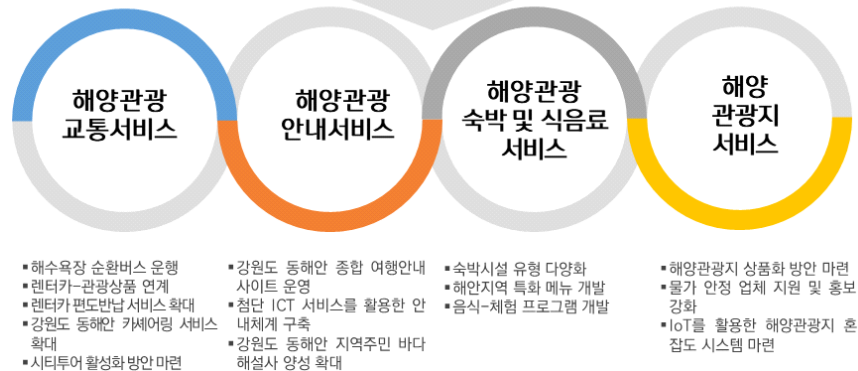 해양관광
교통서비스
해양관광
안내서비스
해양관광
숙박 및 식음료
서비스
해양
관광지
서비스
▪해수욕장 순환버스 운행
▪렌터카-관광상품 연계
▪렌터카 편도반납 서비스 확대
▪강원도 동해안 카셰어링 서비스
확대
▪시티투어 활성화 방안 마련
▪강원도 동해안 종합 여행안내
사이트 운영
▪첨단 ICT 서비스를 활용한 안
내체계 구축
▪강원도 동해안 지역주민 바다
해설사 양성 확대
▪숙박시설 유형 다양화
▪해안지역 특화 메뉴 개발
▪음식-체험 프로그램 개발
▪해양관광지 상품화 방안 마련
▪물가 안정 업체 지원 및 홍보
강화
▪IoT를 활용한 해양관광지 혼
잡도 시스템 마련